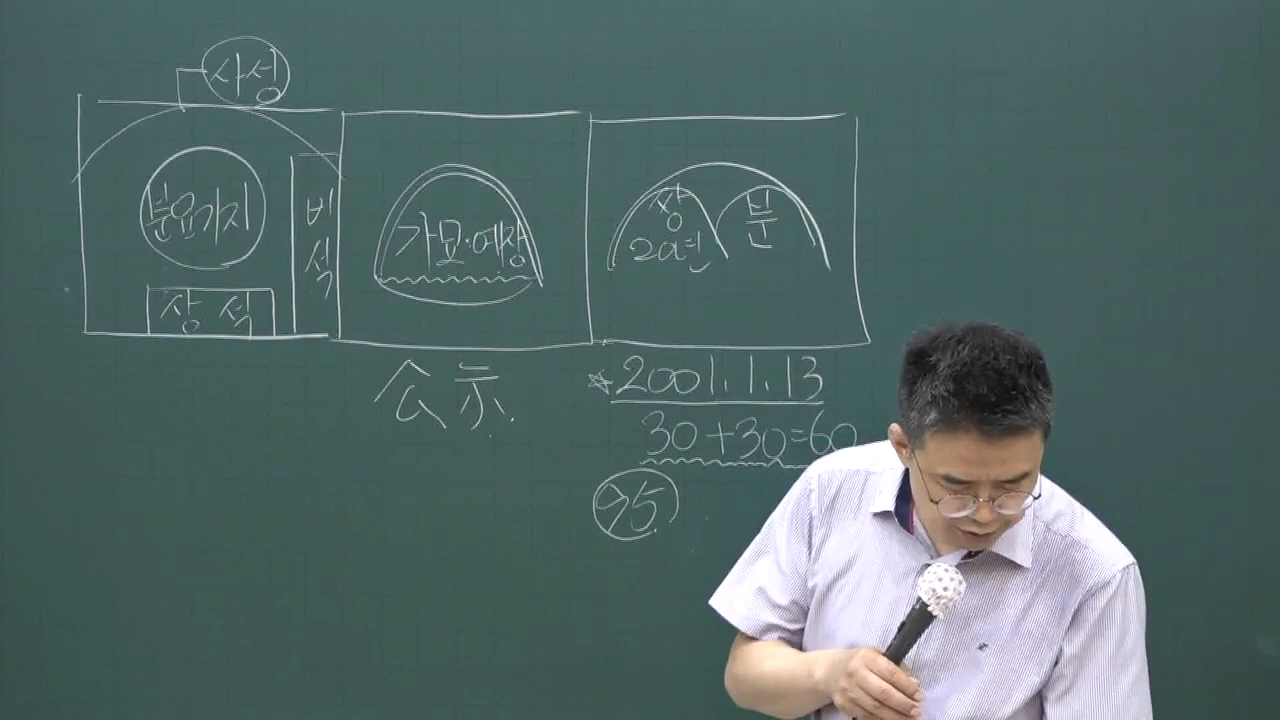 사성
분묘기지
비석
상석
가묘·예장
장
20년
분
公示.
☆2001.1.13
30+30=60
95